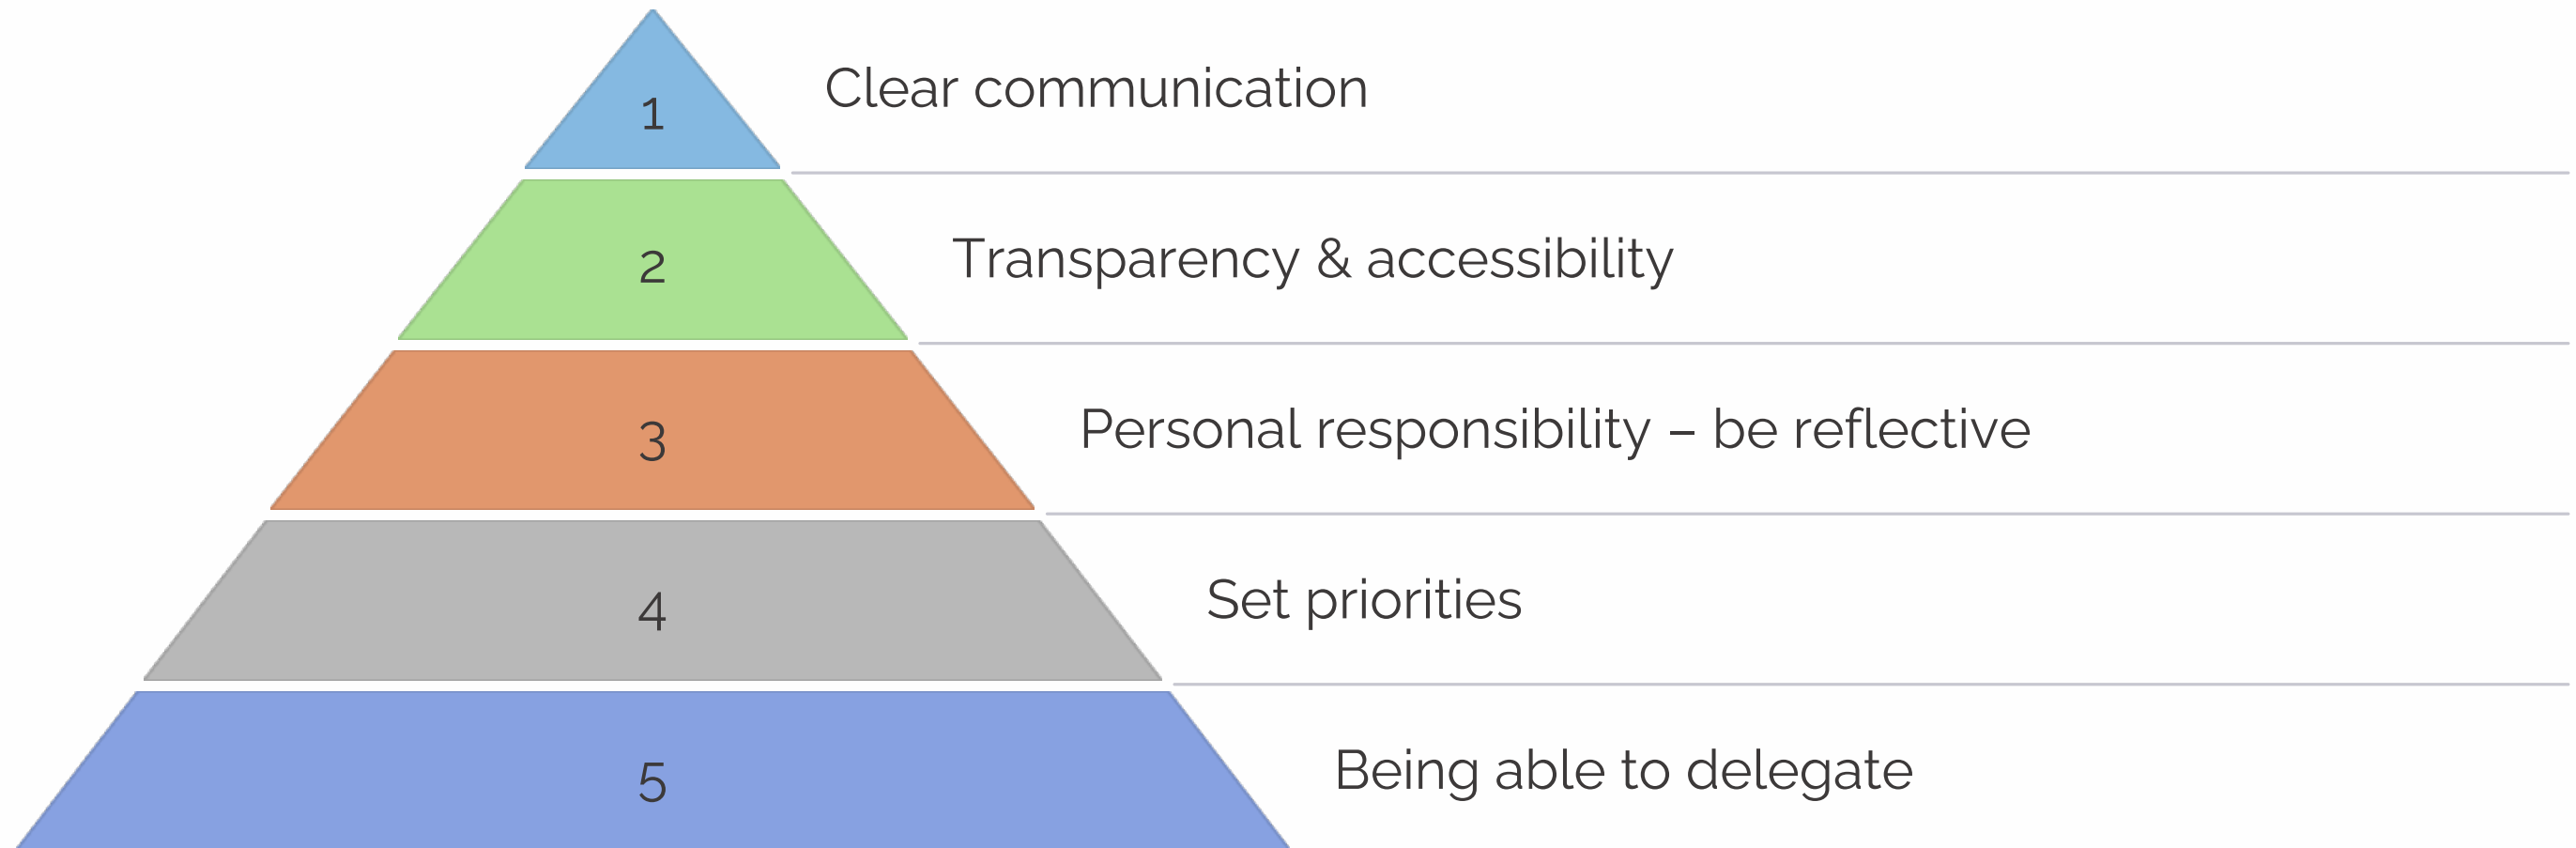 1
Clear communication
2
Transparency & accessibility
3
Personal responsibility – be reflective
4
Set priorities
5
Being able to delegate